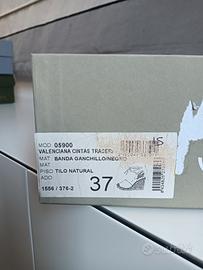 MOD 05900
VALENCIANA CINTAS TRASER
MAT. BANDA GANCHILLO/NEGRO
MAT.
PISO TILO NATURAL
ADO
37
1556 / 376-2